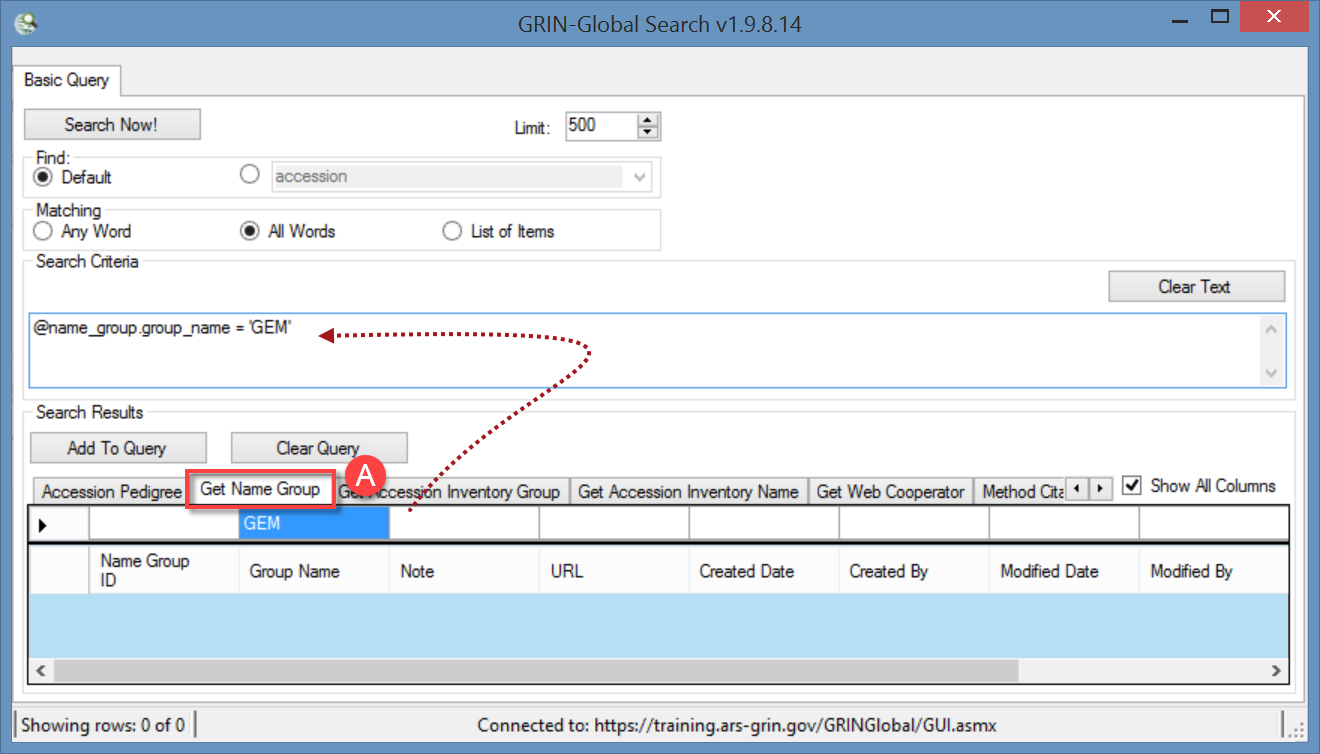 GRIN-Global Search v1.9.8.14
Basic Query
Search Now!
Limit: 500
Find:
Default
accession
Matching
Any Word
All Words
List of Items
Search Criteria
Clear Text
@name_group.group_name = 'GEM'
Search Results
Add To Query
Clear Query
A
Accession Pedigree
Get Name Group
Get Accession Inventory Group
Get Accession Inventory Name
Get Web Cooperator
Method Cita
Show All Columns
GEM
Name Group
ID
Group Name
Note
URL
Created Date
Created By
Modified Date
Modified By
Showing rows: 0 of 0
Connected to: https://training.ars-grin.gov/GRINGlobal/GUI.asmx